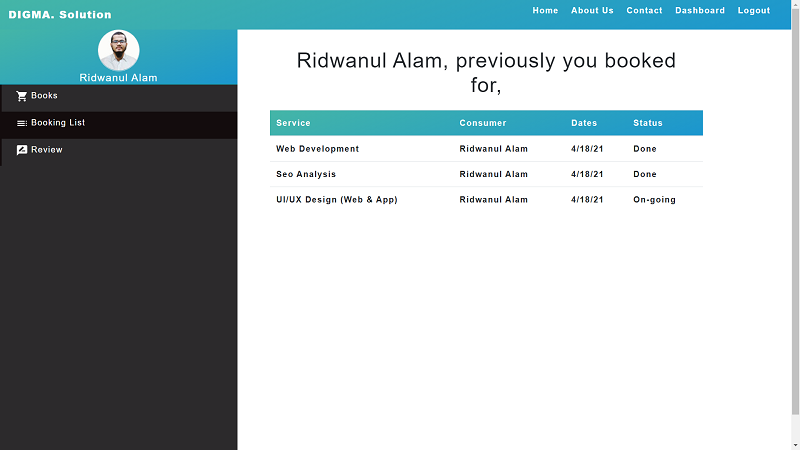 DIGMA. Solution
Home About Us Contact Dashboard Logout
Ridwanul Alam
Books
Booking List
Review
Ridwanul Alam, previously you booked
for,
Service Consumer Dates Status
Web Development Ridwanul Alam 4/18/21 Done
Seo Analysis Ridwanul Alam 4/18/21 Done
UI/UX Design (Web & App) Ridwanul Alam 4/18/21 On-going